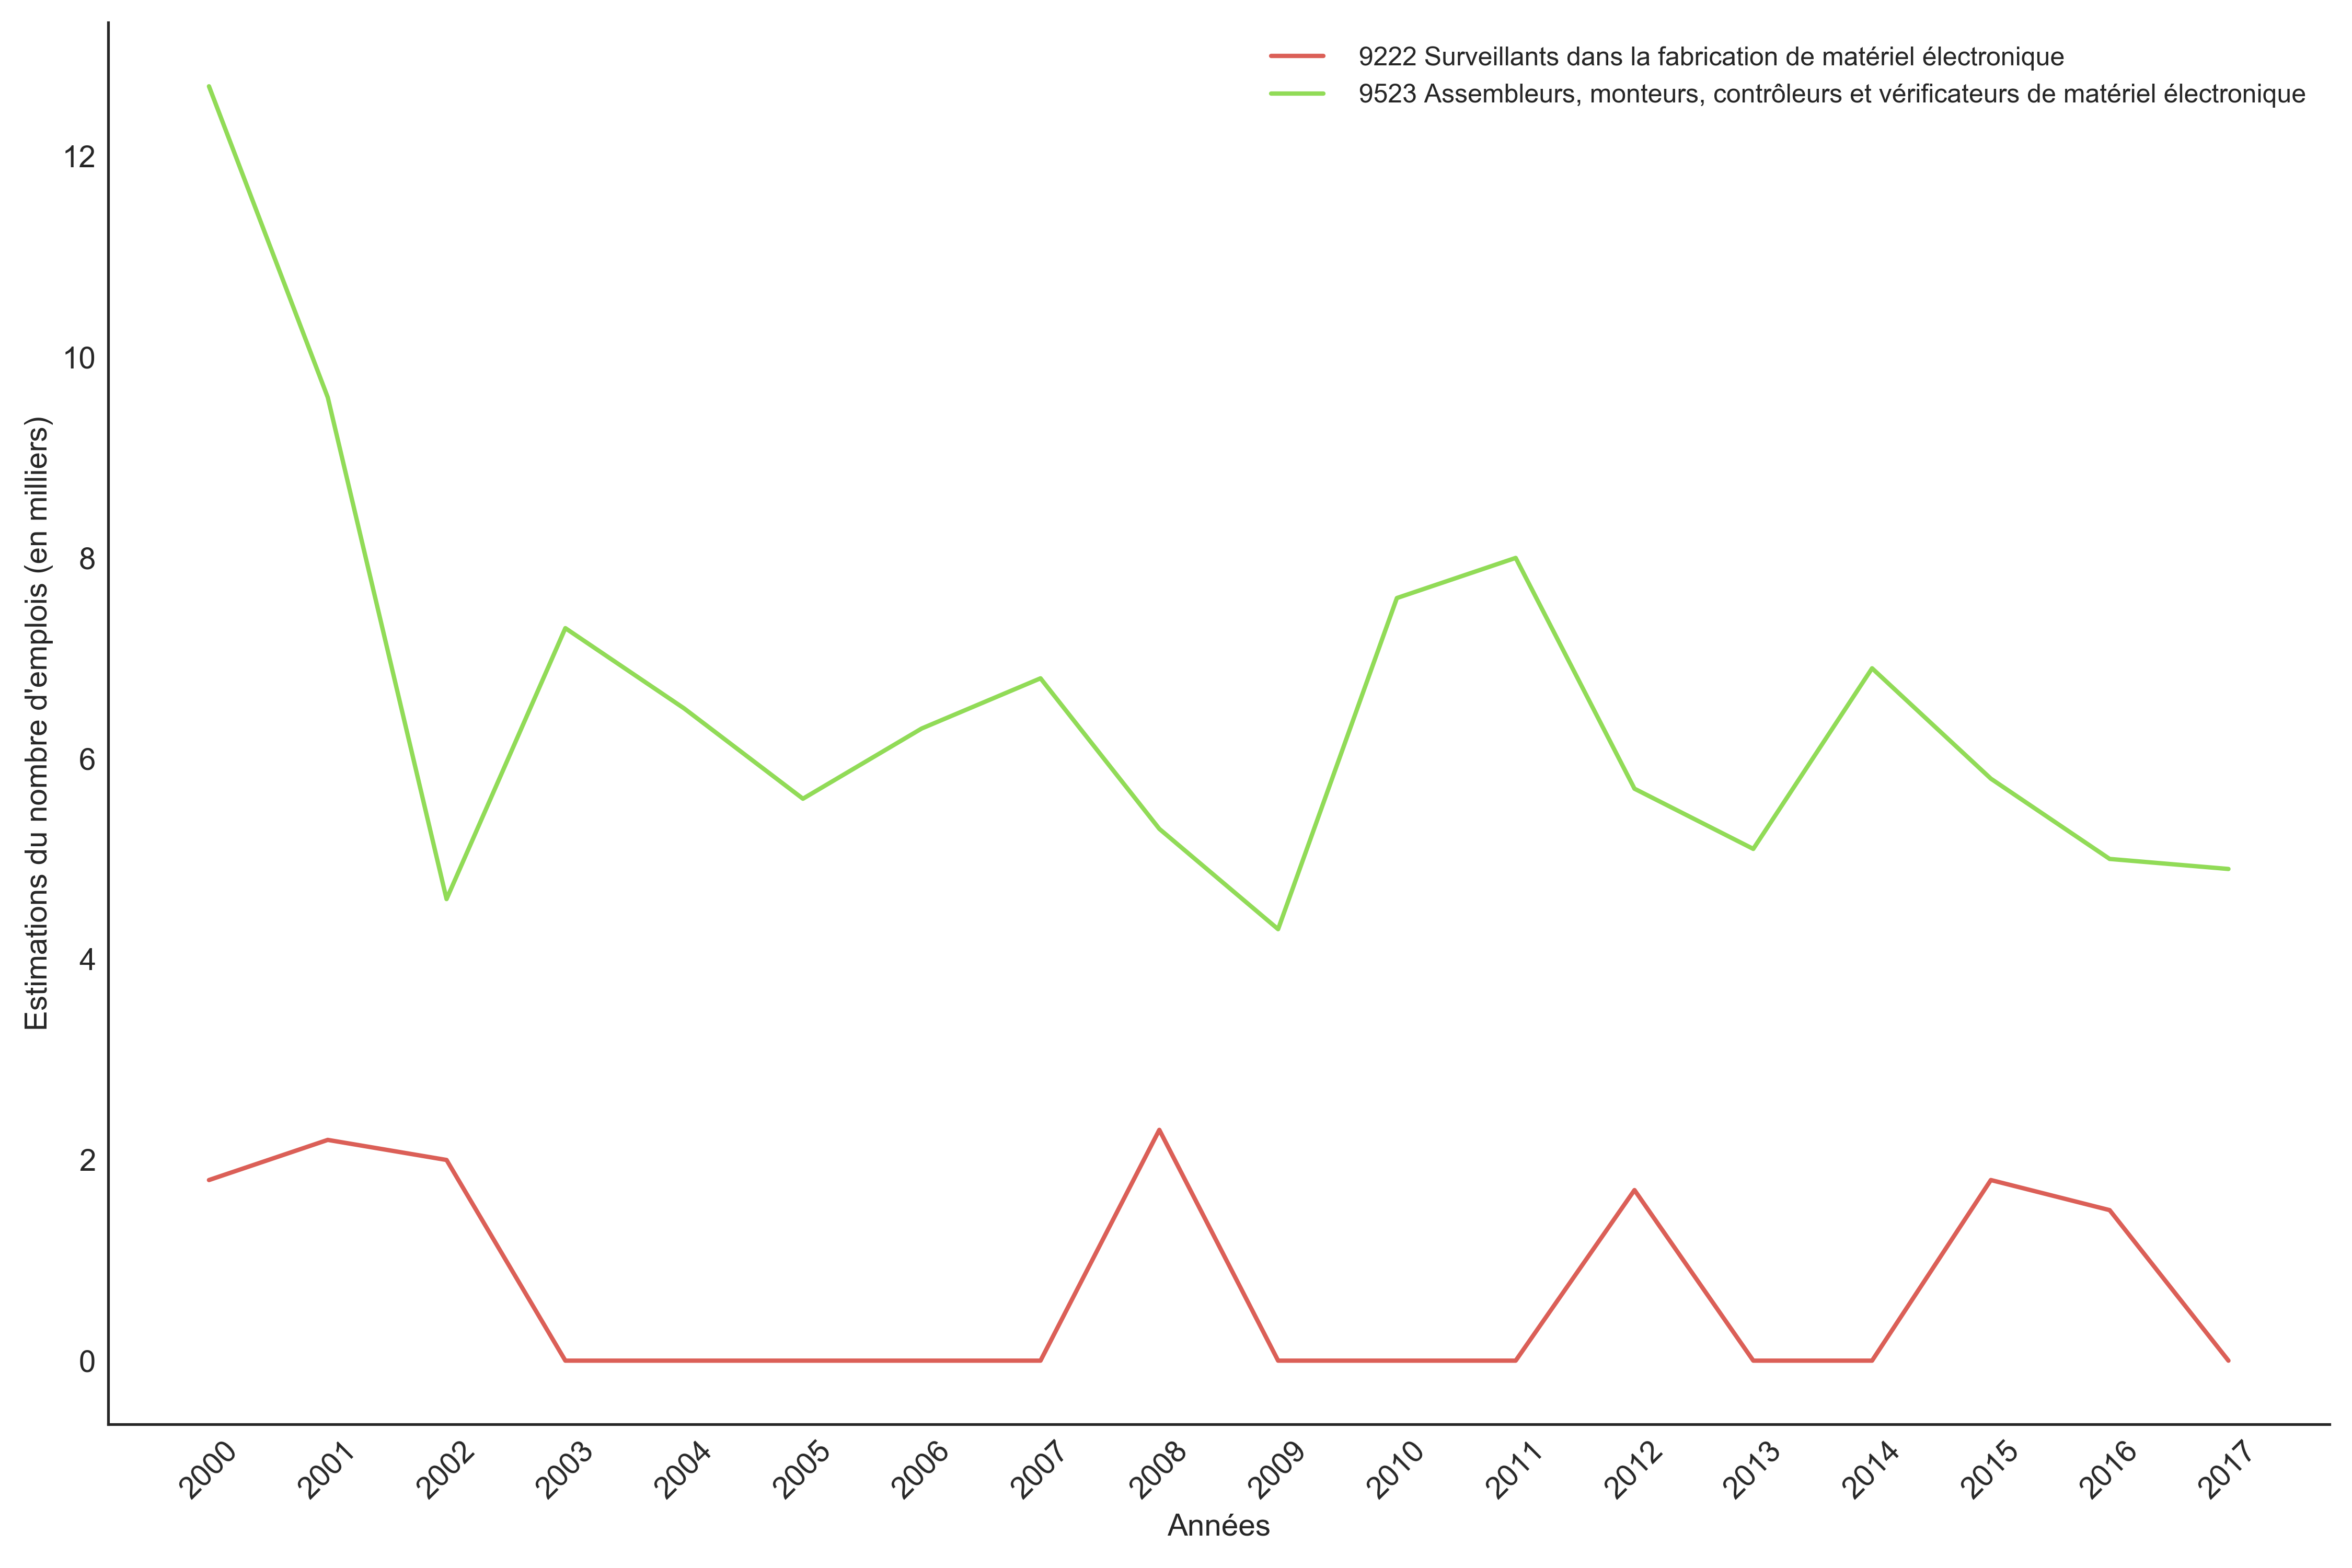 9222 Surveillants dans la fabrication de matériel électronique
9523 Assembleurs, monteurs, contrôleurs et vérificateurs de matériel électronique
Estimations du nombre d'emplois (en milliers)
12
10
8
6
4
2
0
2000 2001 2002 2003 2004 2005 2006 2007 2008 2009 2010 2011 2012 2013 2014 2015 2016 2017
Années